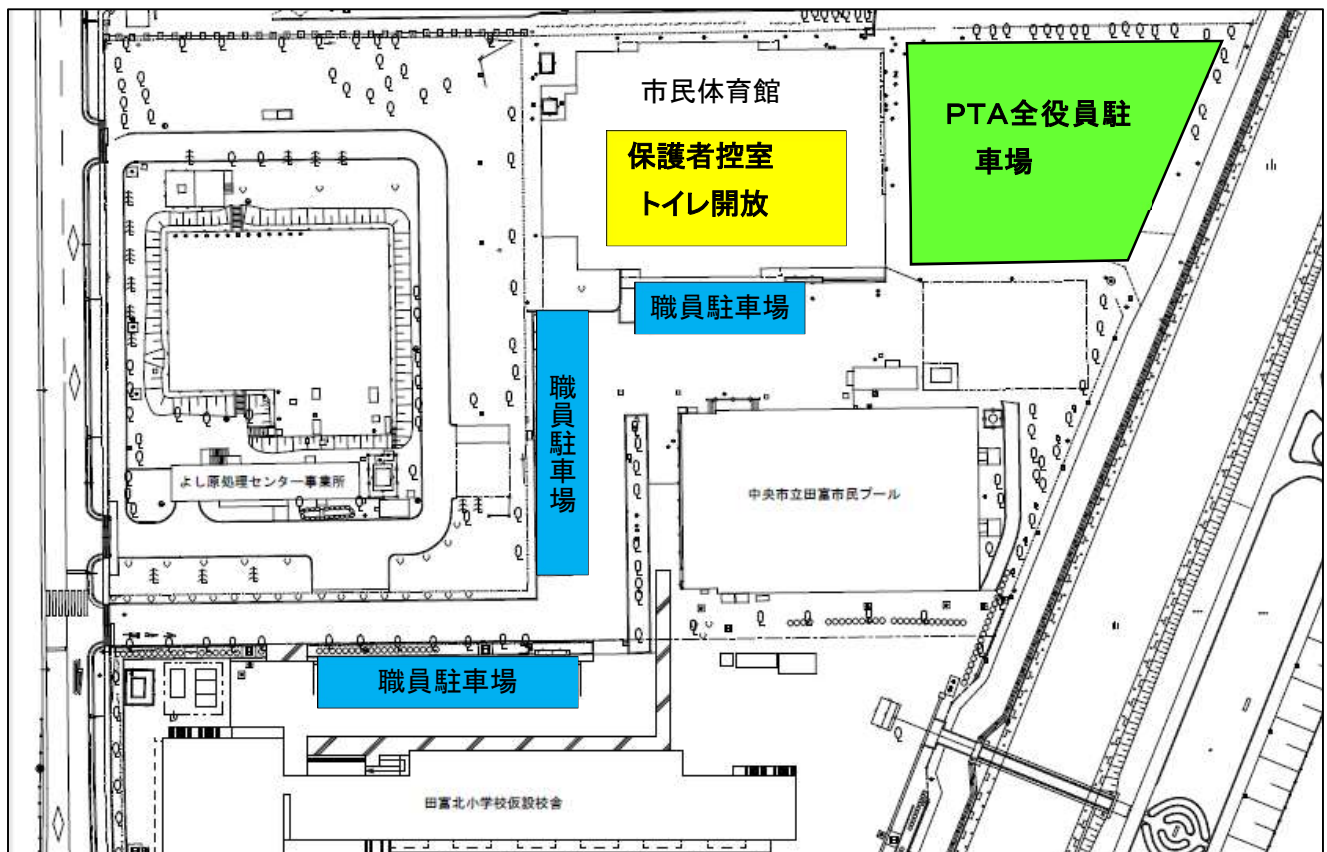 市民体育館
PTA全役員駐
車場
保護者控室
トイレ開放
職員駐車場
職員駐車場
よし原処理センター事業所
中央市立田富市民プール
職員駐車場
田富北小学校仮設校舎